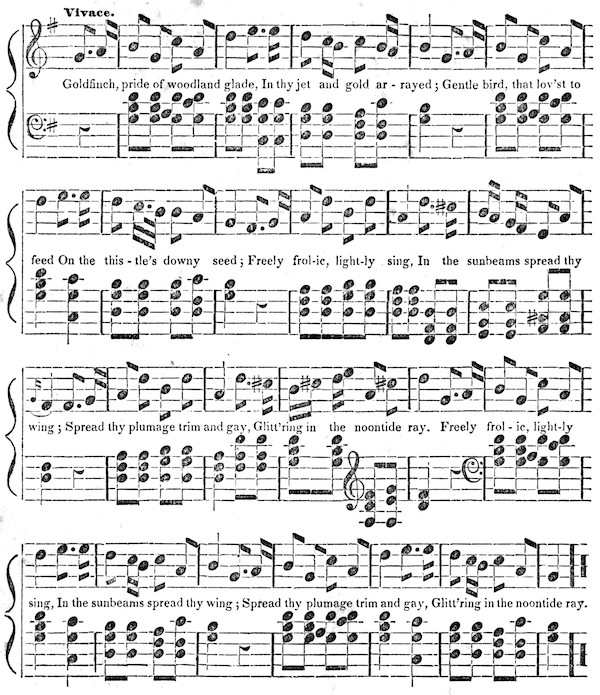 Vivace.
Goldfinch, pride of woodland glade, In thy jet and gold ar - rayed ; Gentle bird, that lov'st to
feed On the this - tle's downy seed ; Freely frol-ic, light-ly sing, In the sunbeams spread thy
wing ; Spread thy plumage trim and gay, Glitt'ring in the noontide ray. Freely frol - ic, light-ly
sing, In the sunbeams spread thy wing ; Spread thy plumage trim and gay, Glitt'ring in the noontide ray.